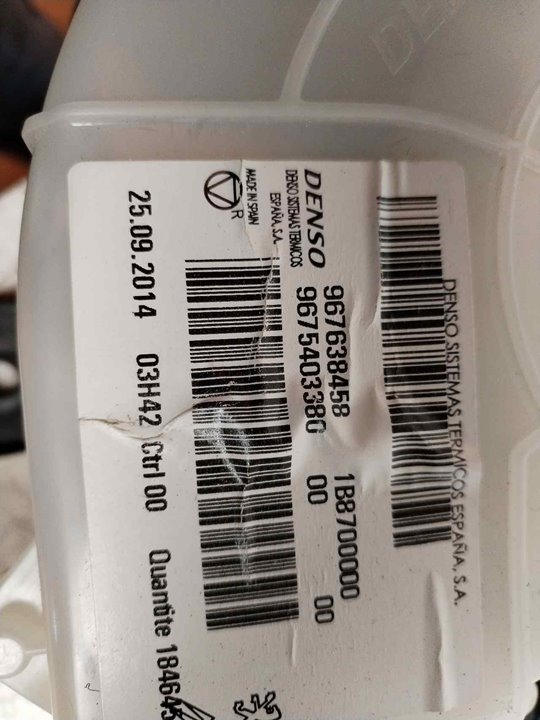 DENSO SISTEMAS TERMICOS ESPAÑA, S.A.
DENSO
DENSO SISTEMAS TERMICOS
ESPAÑA, S.A.
MADE IN SPAIN
R
967638458 1B8700000 00
9675403380 00
25.09.2014 03H42 Ctrl 00 Quantite 184645